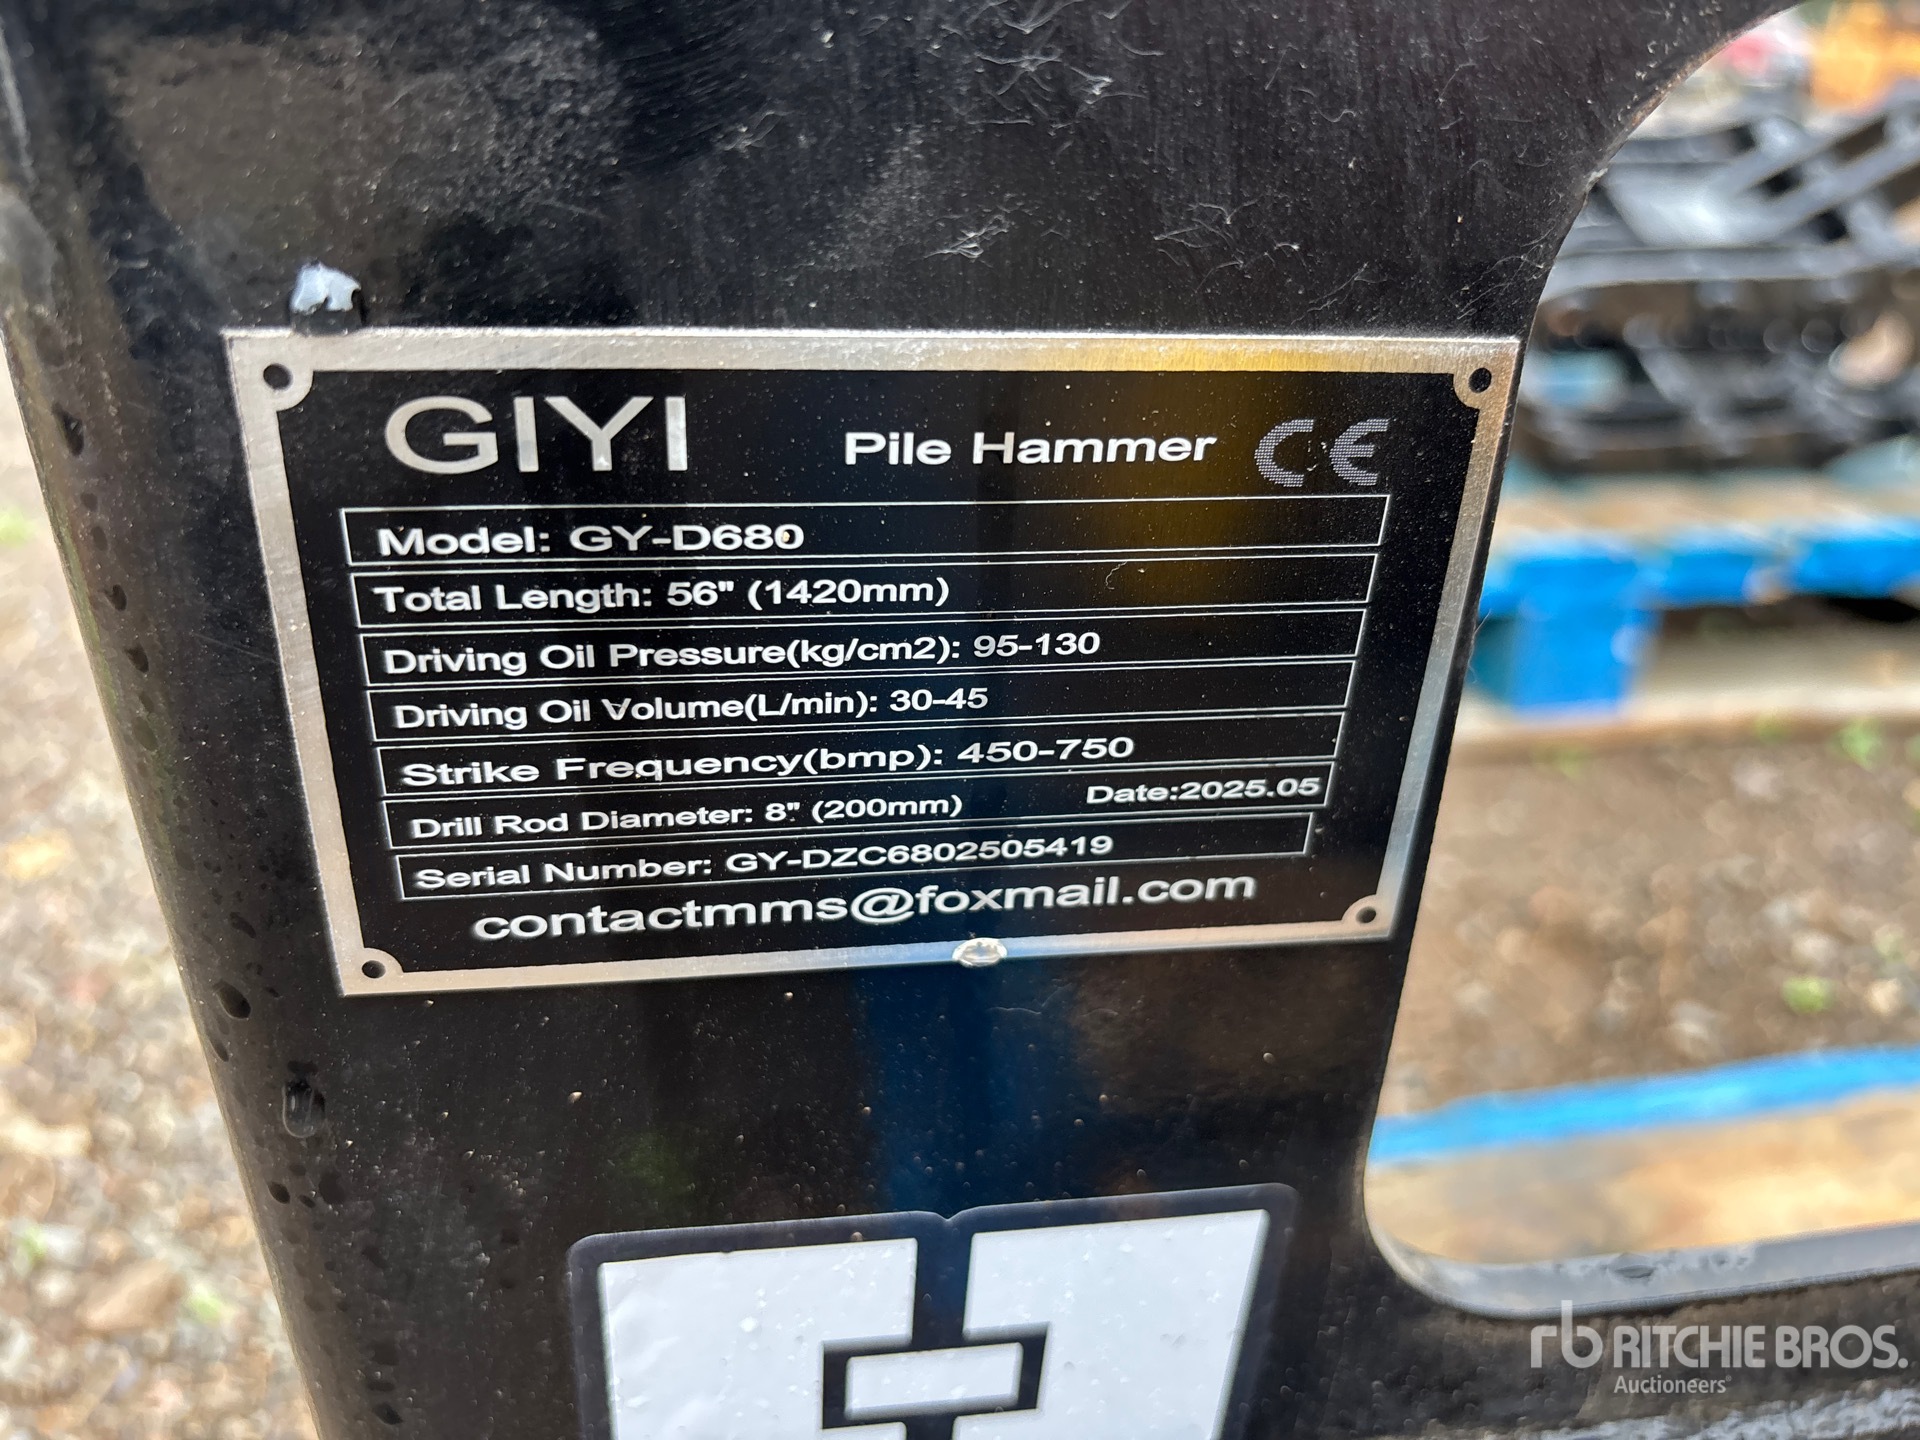 GIYI Pile Hammer CE
Model: GY-D680
Total Length: 56" (1420mm)
Driving Oil Pressure(kg/cm2): 95-130
Driving Oil Volume(L/min): 30-45
Strike Frequency(bmp): 450-750
Drill Rod Diameter: 8" (200mm) Date:2025.05
Serial Number: GY-DZC6802505419
contactmms@foxmail.com
rb RITCHIE BROS.
Auctioneers